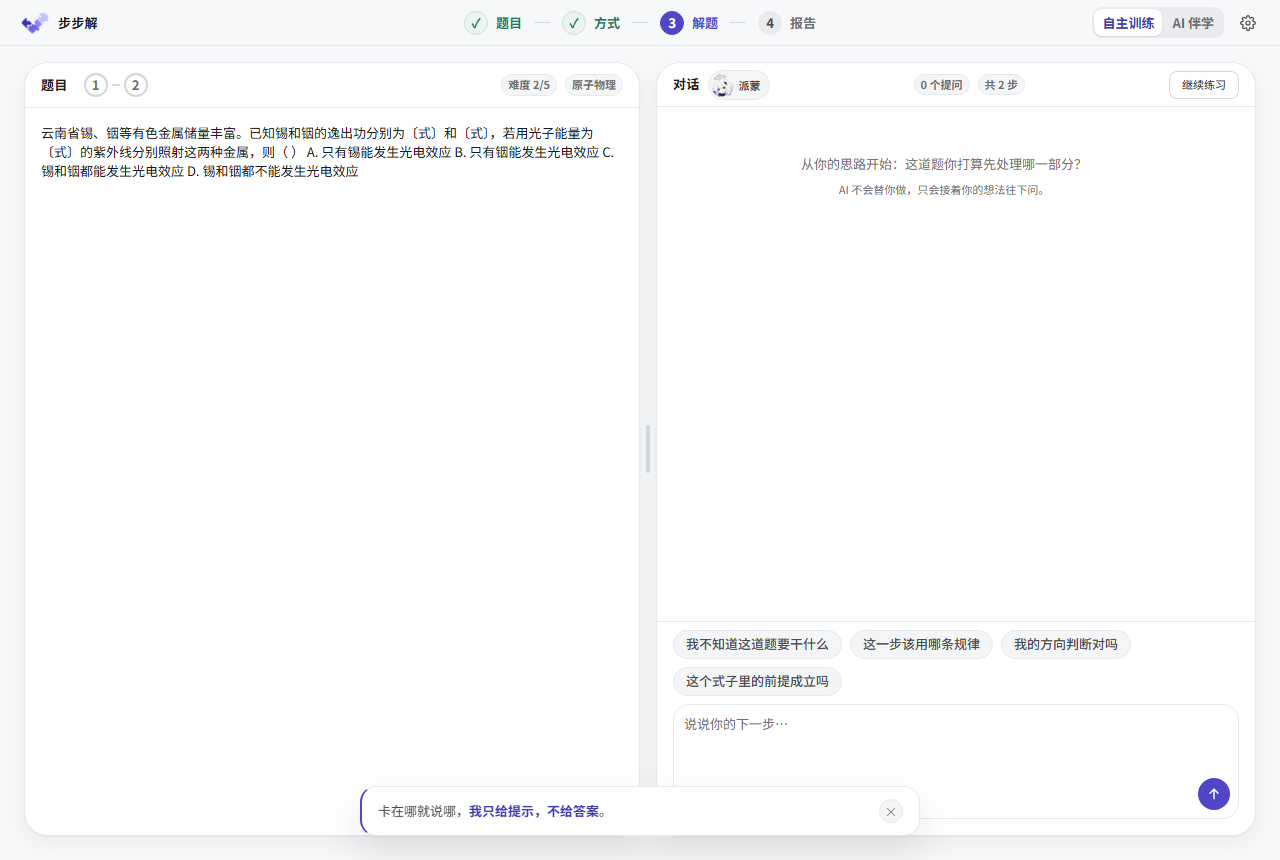 步步解
✓ 题目
✓ 方式
3 解题
4 报告
自主训练 AI 伴学
题目 1 2
难度 2/5 原子物理
云南省锡、铟等有色金属储量丰富。已知锡和铟的逸出功分别为〔式〕和〔式〕，若用光子能量为
〔式〕的紫外线分别照射这两种金属，则（ ） A. 只有锡能发生光电效应 B. 只有铟能发生光电效应 C.
锡和铟都能发生光电效应 D. 锡和铟都不能发生光电效应
对话 派蒙
0 个提问 共 2 步
继续练习
从你的思路开始：这道题你打算先处理哪一部分？
AI 不会替你做，只会接着你的想法往下问。
我不知道这道题要干什么 这一步该用哪条规律 我的方向判断对吗
这个式子里的前提成立吗
说说你的下一步…
卡在哪就说哪，我只给提示，不给答案。